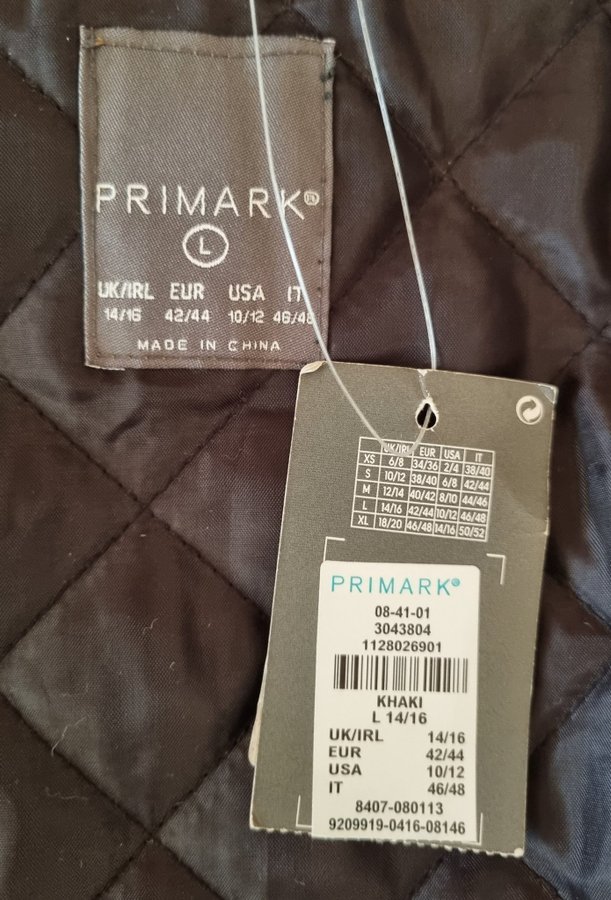 PRIMARK®
L
UK/IRL EUR USA IT
14/16 42/44 10/12 46/48
MADE IN CHINA
UK/IRL EUR USA IT
XS 6/8 34/36 2/4 38/40
S 10/12 38/40 6/8 42/44
M 12/14 40/42 8/10 44/46
L 14/16 42/44 10/12 46/48
XL 18/20 46/48 14/16 50/52
PRIMARK®
08-41-01
3043804
1128026901
KHAKI
L 14/16
UK/IRL 14/16
EUR 42/44
USA 10/12
IT 46/48
8407-080113
9209919-0416-08146